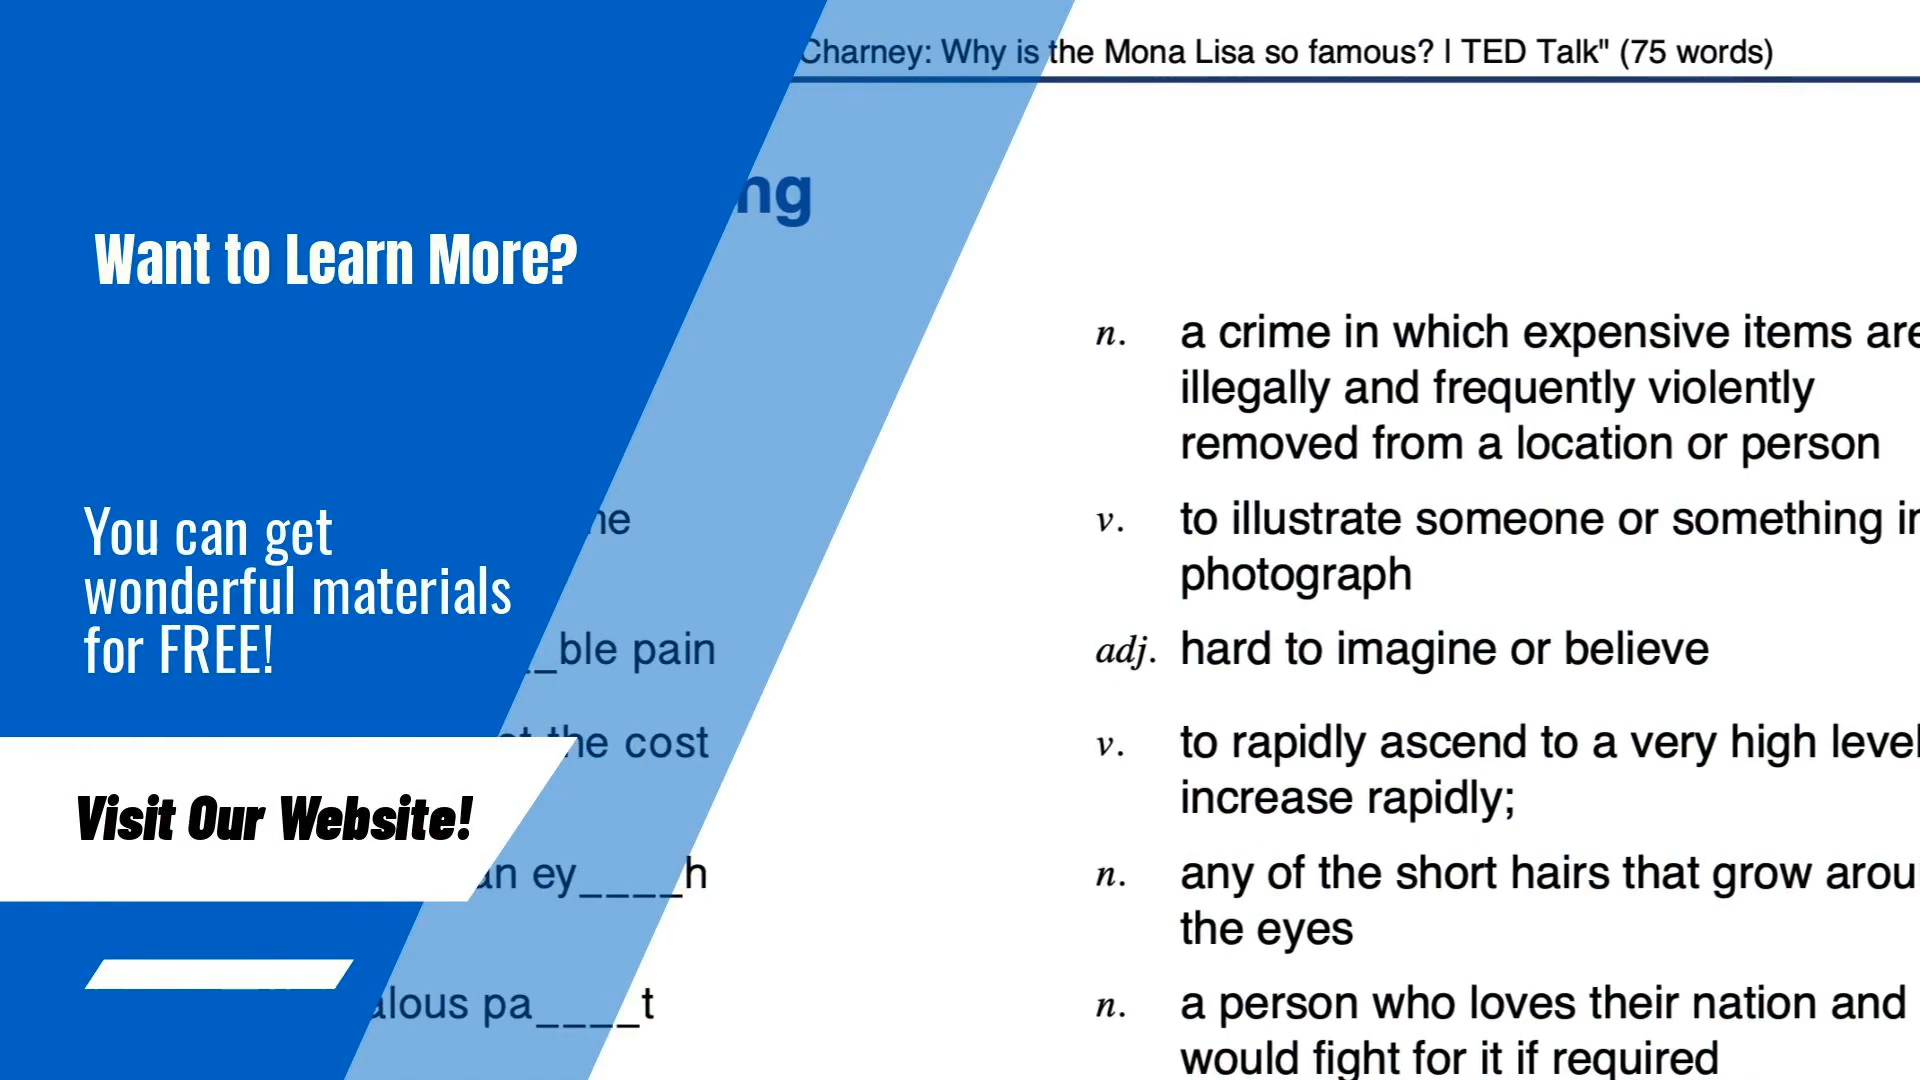 Charney: Why is the Mona Lisa so famous? | TED Talk" (75 words)
ng
Want to Learn More?
You can get
wonderful materials
for FREE!
Visit Our Website!
n. a crime in which expensive items are
illegally and frequently violently
removed from a location or person
ne v. to illustrate someone or something in
photograph
_ble pain adj. hard to imagine or believe
the cost v. to rapidly ascend to a very high level
increase rapidly;
an ey____h n. any of the short hairs that grow arou
the eyes
alous pa____t n. a person who loves their nation and
would fight for it if required